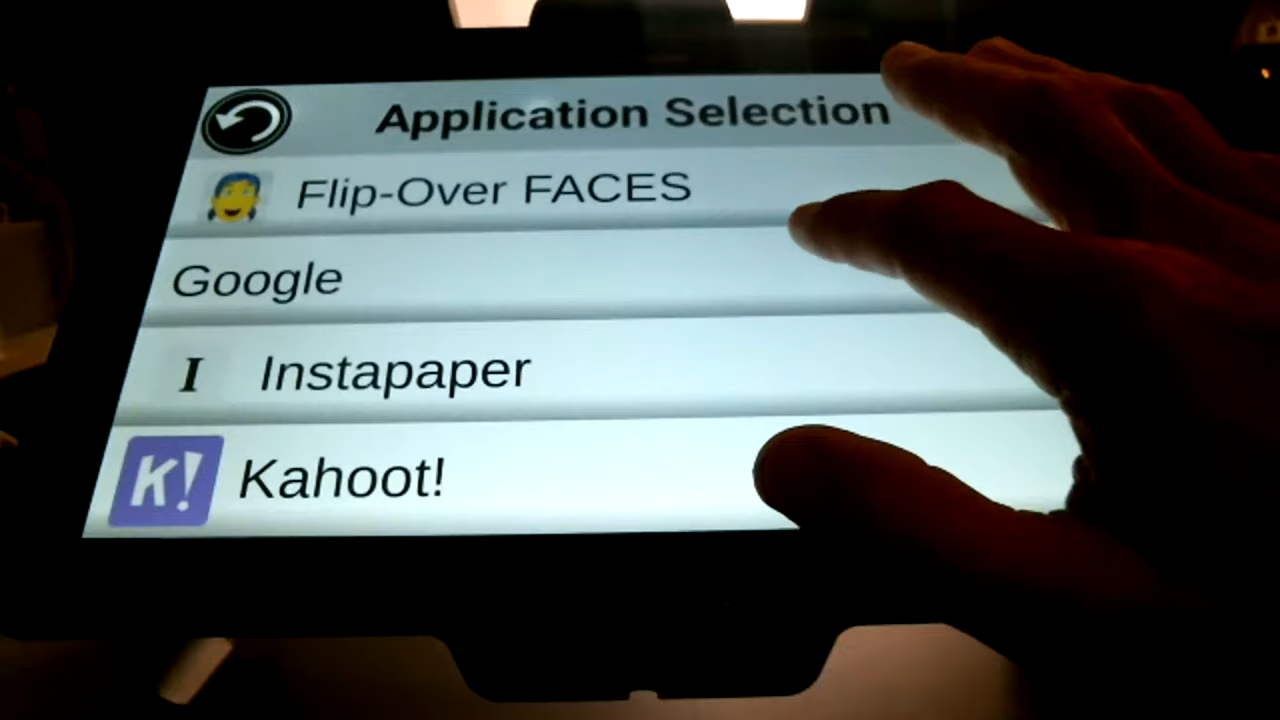 Application Selection
Flip-Over FACES
Google
I Instapaper
K! Kahoot!